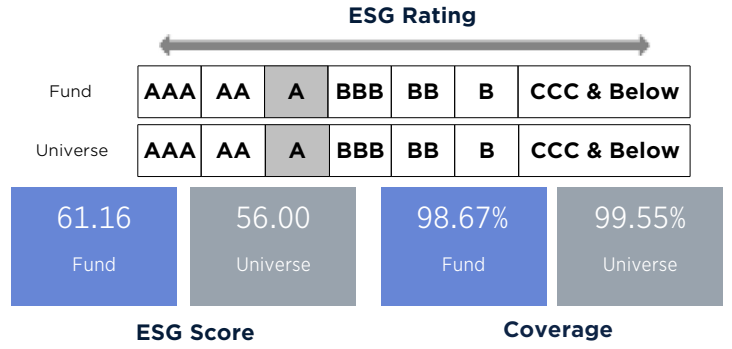 ESG Rating
Fund AAA AA A BBB BB B CCC & Below
Universe AAA AA A BBB BB B CCC & Below
61.16 56.00 98.67% 99.55%
Fund Universe Fund Universe
ESG Score Coverage